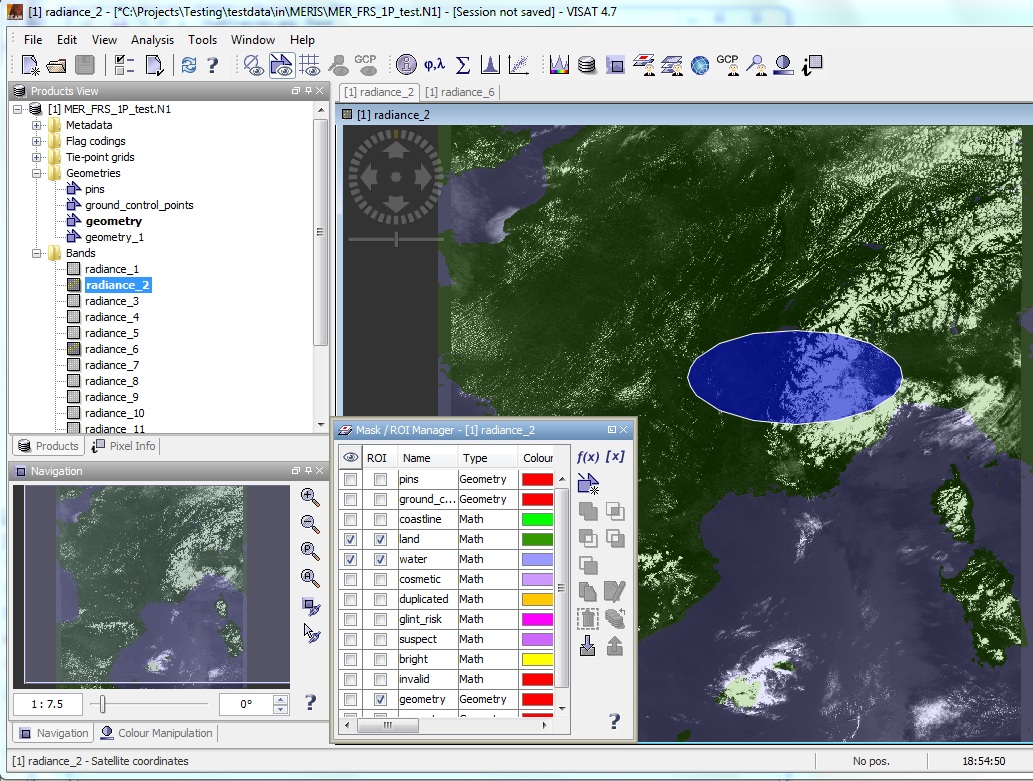 [1] radiance_2 - [*C:\Projects\Testing\testdata\in\MERIS\MER_FRS_1P_test.N1] - [Session not saved] - VISAT 4.7
File Edit View Analysis Tools Window Help
GCP φ,λ Σ GCP
Products View
[1] radiance_2 [1] radiance_6
[1] radiance_2
[1] MER_FRS_1P_test.N1
Metadata
Flag codings
Tie-point grids
Geometries
pins
ground_control_points
geometry
geometry_1
Bands
radiance_1
radiance_2
radiance_3
radiance_4
radiance_5
radiance_6
radiance_7
radiance_8
radiance_9
radiance_10
radiance_11
Products Pixel Info
Navigation
1 : 7.5 0° ?
Navigation Colour Manipulation
Mask / ROI Manager - [1] radiance_2
ROI Name Type Colour
pins Geometry
ground_c... Geometry
coastline Math
land Math
water Math
cosmetic Math
duplicated Math
glint_risk Math
suspect Math
bright Math
invalid Math
geometry Geometry
f(x) [x]
?
[1] radiance_2 - Satellite coordinates No pos. 18:54:50